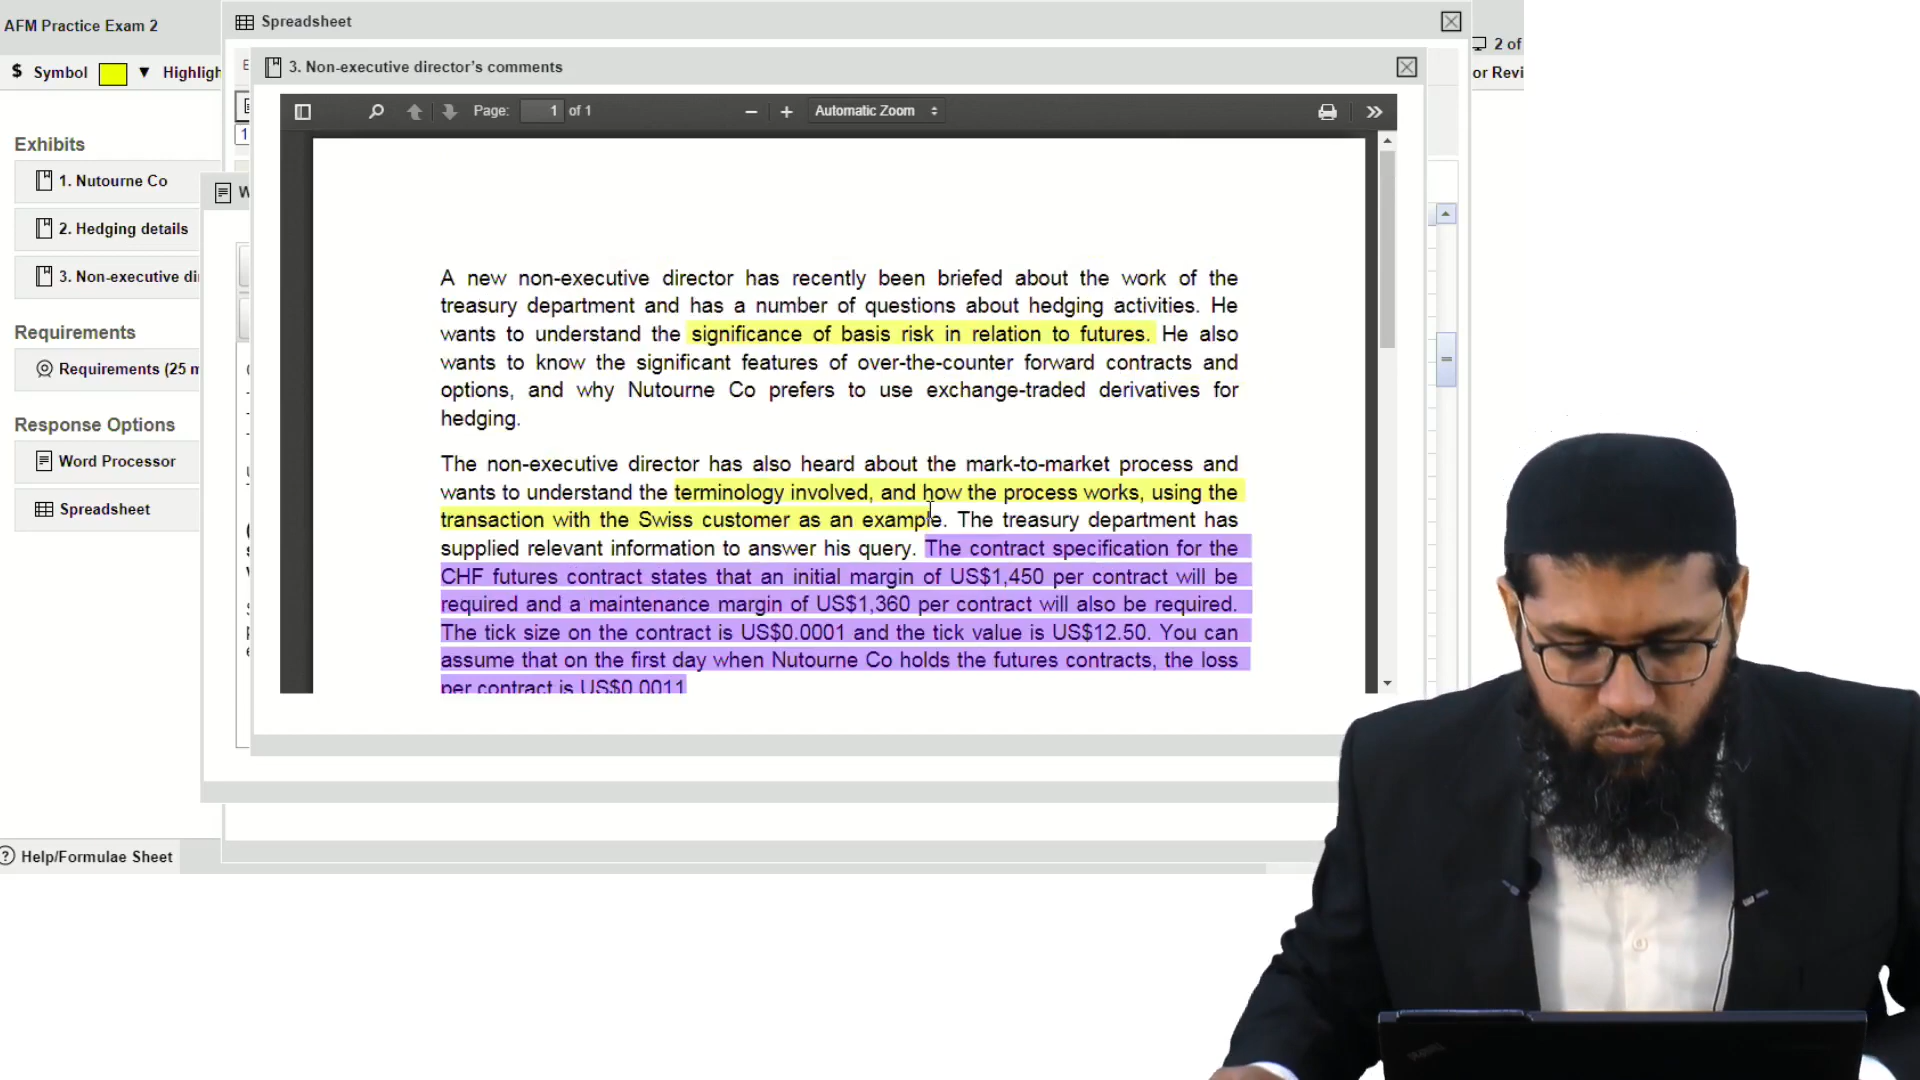 AFM Practice Exam 2
Spreadsheet
2 of
$ Symbol
Highligh
or Revi
3. Non-executive director's comments
Page: 1 of 1
Automatic Zoom
Exhibits
1. Nutourne Co
2. Hedging details
3. Non-executive di
Requirements
Requirements (25 m
Response Options
Word Processor
Spreadsheet
A new non-executive director has recently been briefed about the work of the
treasury department and has a number of questions about hedging activities. He
wants to understand the significance of basis risk in relation to futures. He also
wants to know the significant features of over-the-counter forward contracts and
options, and why Nutourne Co prefers to use exchange-traded derivatives for
hedging.
The non-executive director has also heard about the mark-to-market process and
wants to understand the terminology involved, and how the process works, using the
transaction with the Swiss customer as an example. The treasury department has
supplied relevant information to answer his query. The contract specification for the
CHF futures contract states that an initial margin of US$1,450 per contract will be
required and a maintenance margin of US$1,360 per contract will also be required.
The tick size on the contract is US$0.0001 and the tick value is US$12.50. You can
assume that on the first day when Nutourne Co holds the futures contracts, the loss
per contract is US$0.0011
? Help/Formulae Sheet